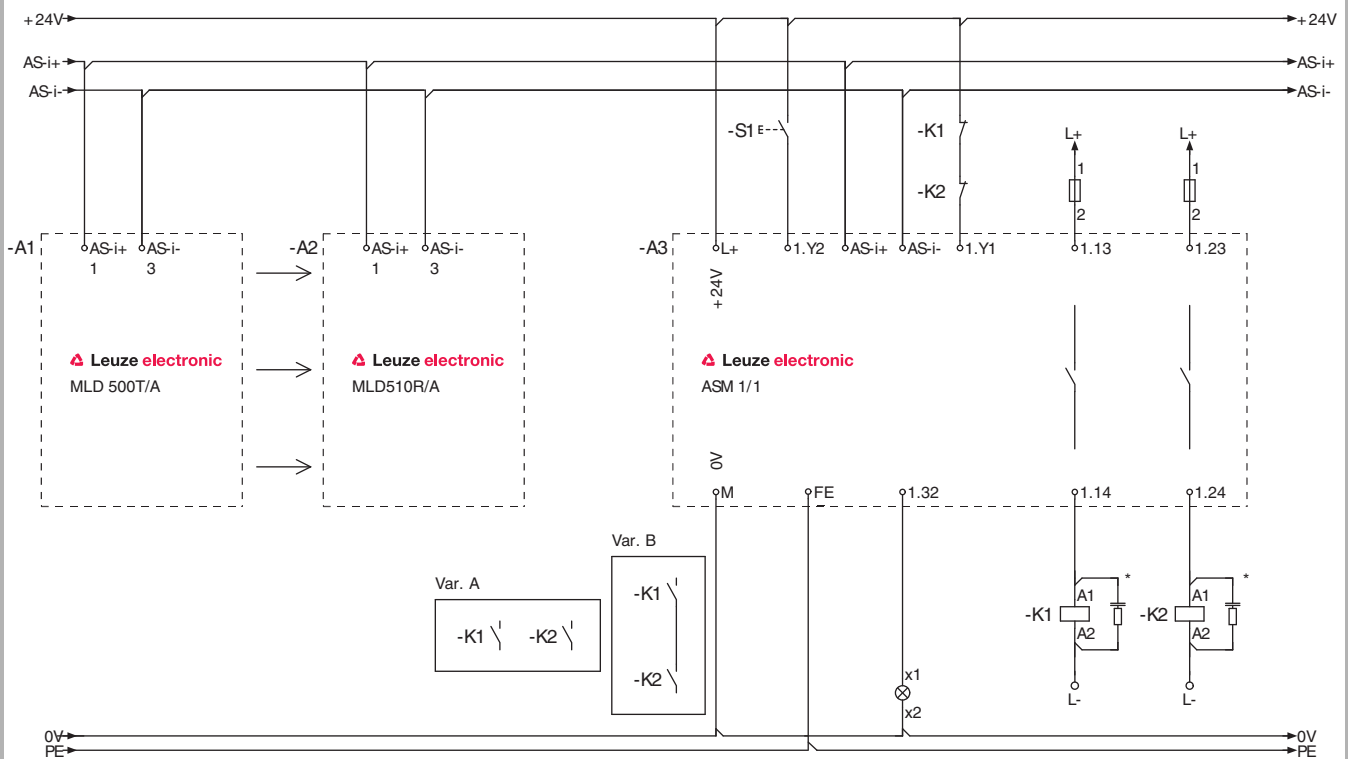 +24V
+24V
AS-i+
AS-i+
AS-i-
AS-i-
-S1
-K1
L+
L+
1
1
-K2
2
2
-A1
AS-i+
AS-i-
-A2
AS-i+
AS-i-
-A3
L+
1.Y2
AS-i+
AS-i-
1.Y1
1.13
1.23
1
3
1
3
+24V
Leuze electronic
Leuze electronic
Leuze electronic
MLD 500T/A
MLD510R/A
ASM 1/1
0V
M
FE
1.32
1.14
1.24
Var. B
Var. A
-K1
-K1
-K2
-K2
*
*
-K1
A1
A2
-K2
A1
A2
x1
x2
L-
L-
0V
0V
PE
PE